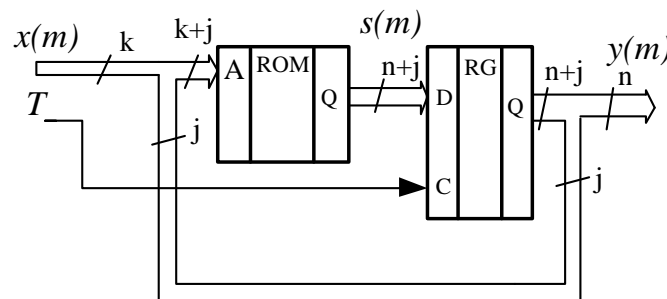 x(m) k k+j s(m) n+j y(m)
A ROM Q n+j D RG Q n
T j C j